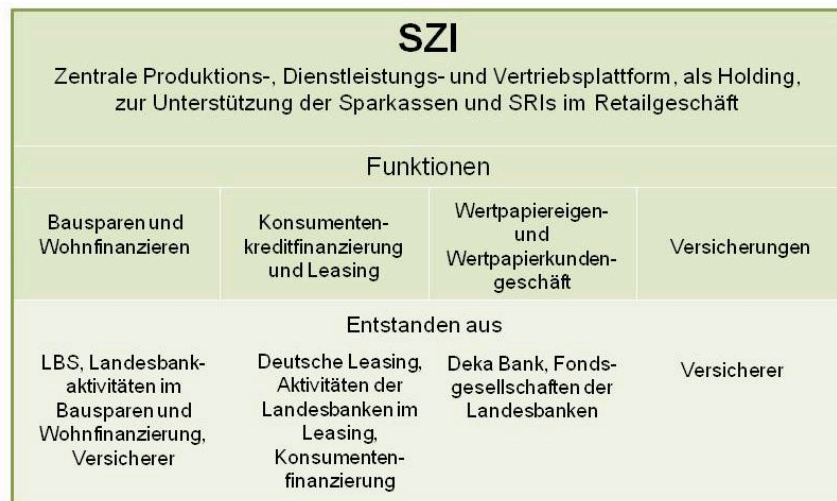 SZI
Zentrale Produktions-, Dienstleistungs- und Vertriebsplattform, als Holding,
zur Unterstützung der Sparkassen und SRIs im Retailgeschäft
Funktionen
Bausparen und
Wohnfinanzieren
Konsumenten-
kreditfinanzierung
und Leasing
Wertpapiereigen-
und
Wertpapierkunden-
geschäft
Versicherungen
Entstanden aus
LBS, Landesbank-
aktivitäten im
Bausparen und
Wohnfinanzierung,
Versicherer
Deutsche Leasing,
Aktivitäten der
Landesbanken im
Leasing,
Konsumenten-
finanzierung
Deka Bank, Fonds-
gesellschaften der
Landesbanken
Versicherer